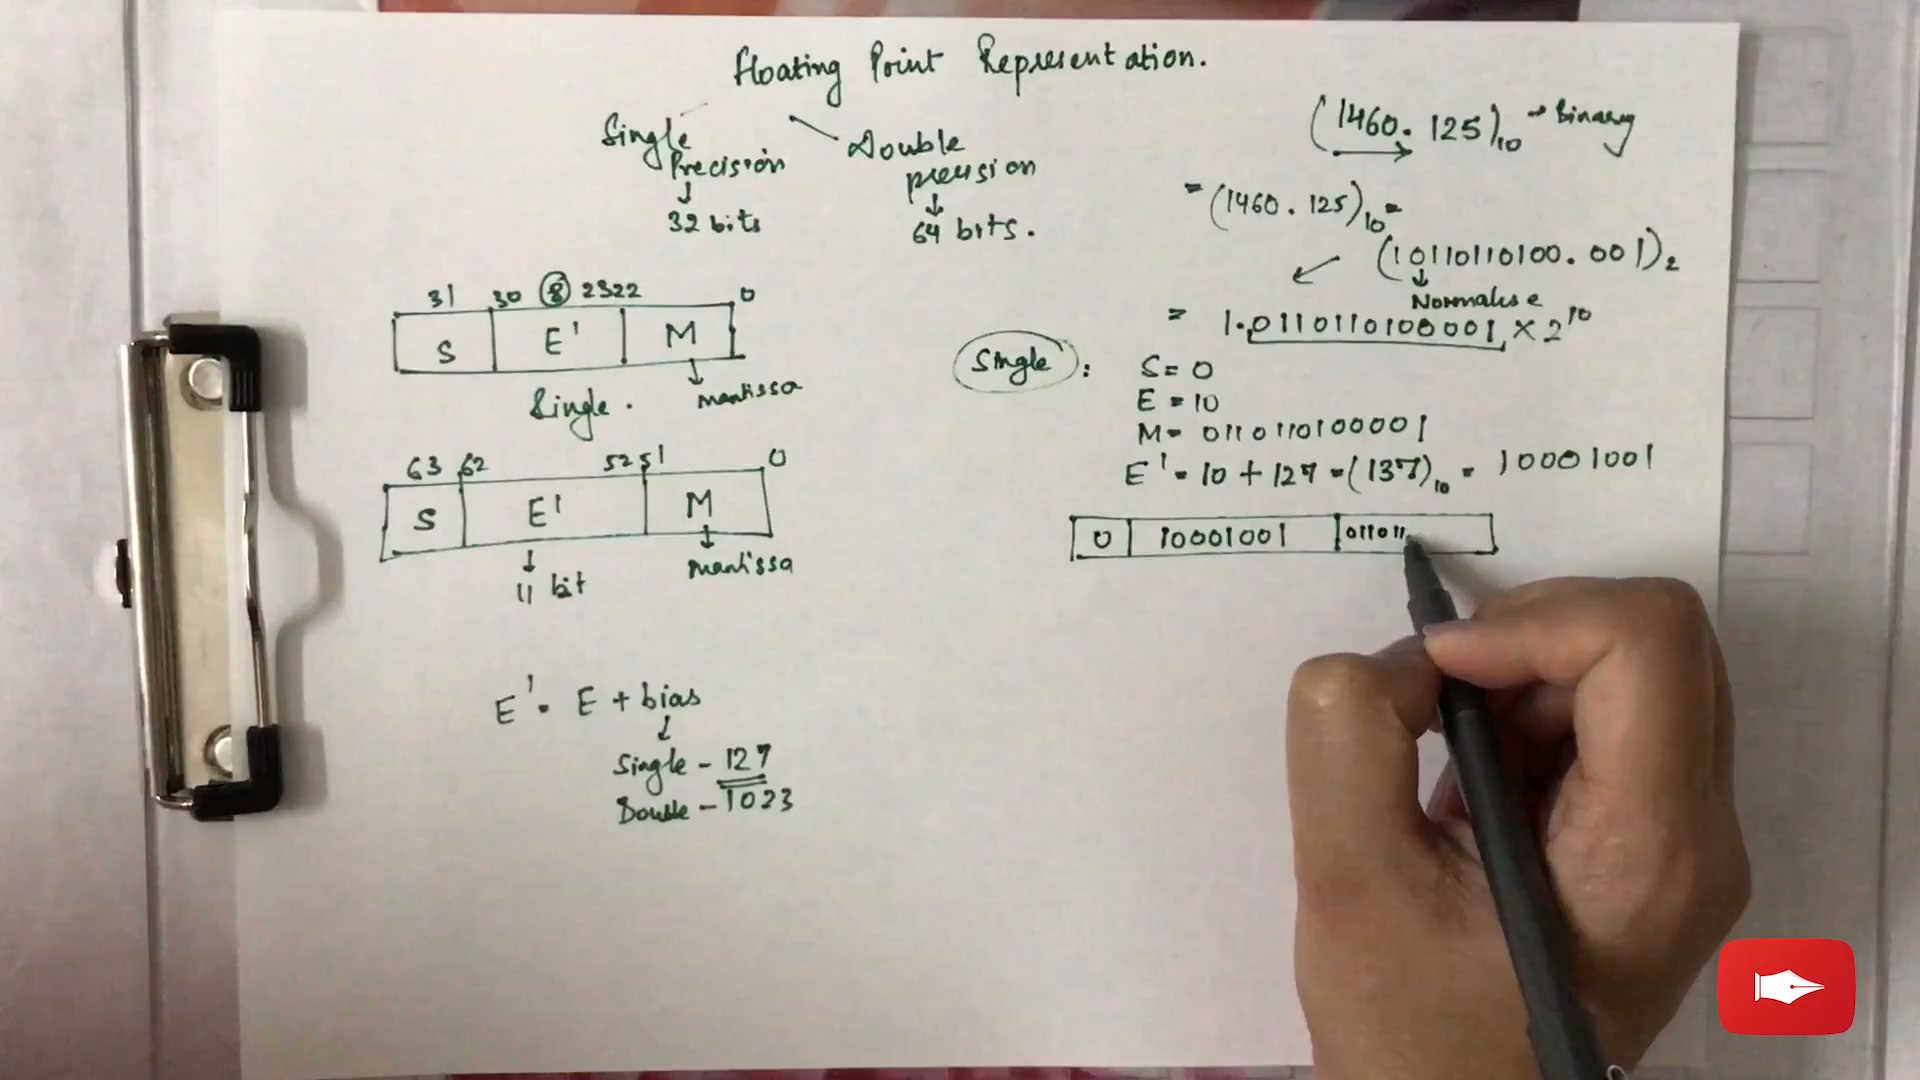 Floating Point Representation.
Single
Precision
32 bits
Double
precision
64 bits.
31 30 8 23 22 0
S E' M
Single.
mantissa
63 62 52 51 0
S E' M
11 bit
mantissa
E' = E + bias
Single - 127
Double - 1023
(1460.125)10 → Binary
= (1460.125)10 =
(10110110100.001)2
Normalise
= 1.0110110100001 × 2^10
Single :
S = 0
E = 10
M = 0110110100001
E' = 10 + 127 = (137)10 = 10001001
0 10001001 011011